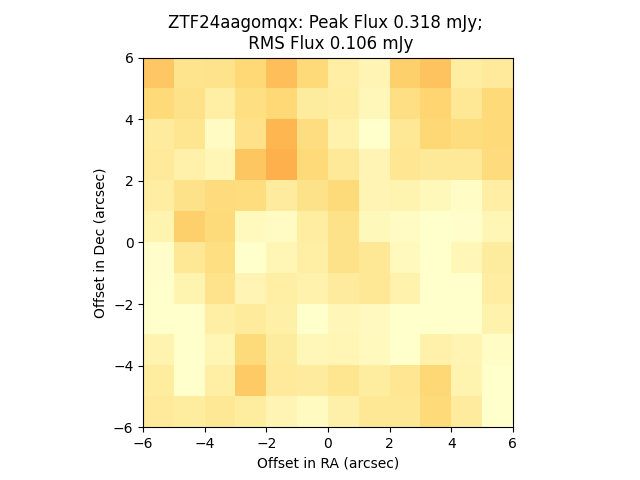 ZTF24aagomqx: Peak Flux 0.318 mJy;
RMS Flux 0.106 mJy
6
4
2
0
−2
−4
−6
Offset in Dec (arcsec)
−6 −4 −2 0 2 4 6
Offset in RA (arcsec)